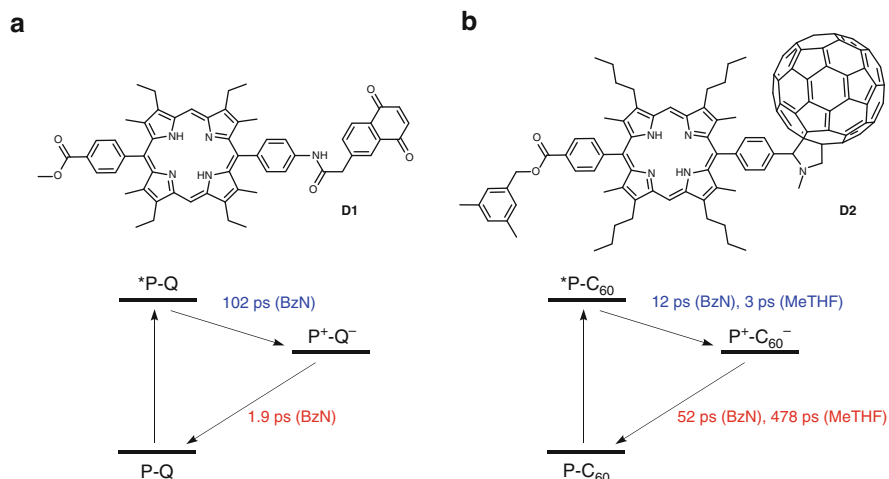 a
O
O
O
O
NH
N
N
HN
NH
O
D1
*P-Q
102 ps (BzN)
P⁺-Q⁻
1.9 ps (BzN)
P-Q
b
O
O
NH
N
N
HN
N
D2
*P-C₆₀
12 ps (BzN), 3 ps (MeTHF)
P⁺-C₆₀⁻
52 ps (BzN), 478 ps (MeTHF)
P-C₆₀